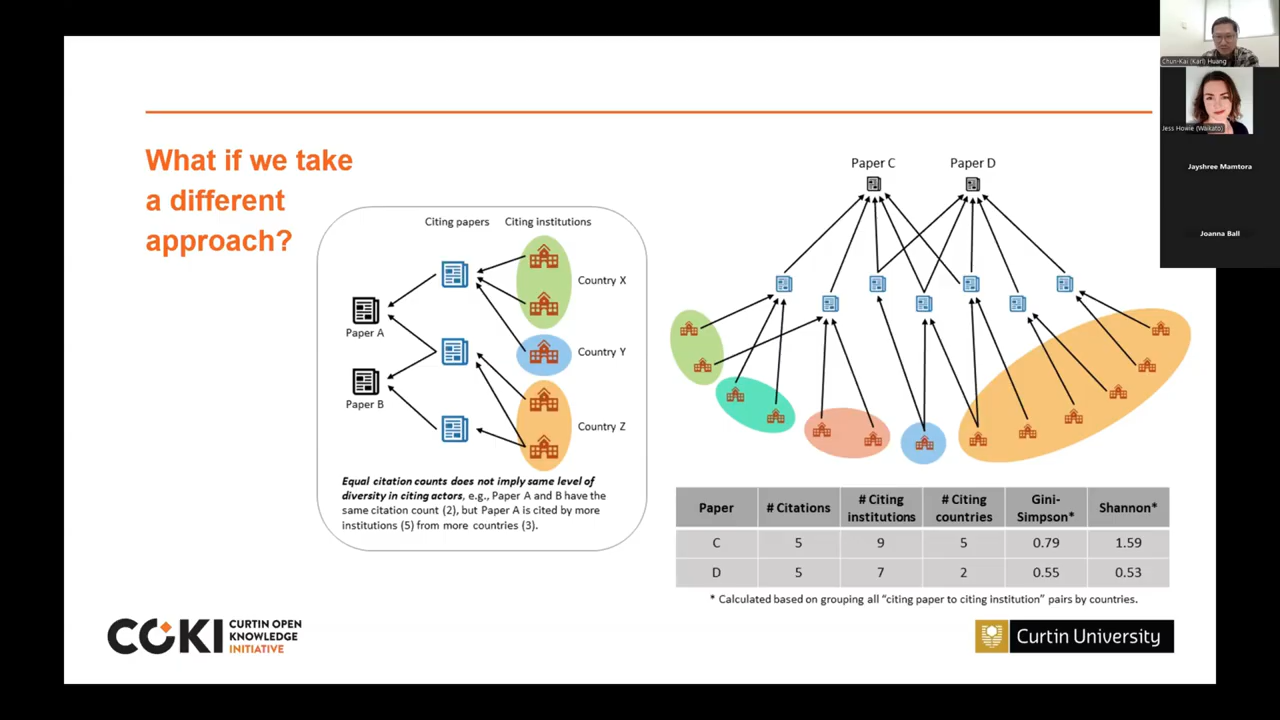 What if we take
a different
approach?
Citing papers
Citing institutions
Country X
Paper A
Country Y
Paper B
Country Z
Equal citation counts does not imply same level of
diversity in citing actors, e.g., Paper A and B have the
same citation count (2), but Paper A is cited by more
institutions (5) from more countries (3).
Paper C
Paper D
Paper # Citations # Citing institutions # Citing countries Gini-Simpson* Shannon*
C 5 9 5 0.79 1.59
D 5 7 2 0.55 0.53
* Calculated based on grouping all "citing paper to citing institution" pairs by countries.
COKI
CURTIN OPEN
KNOWLEDGE
INITIATIVE
Curtin University
Chun-Kai (Karl) Huang
Jess Howie (Waikato)
Jayshree Mamtora
Joanna Ball